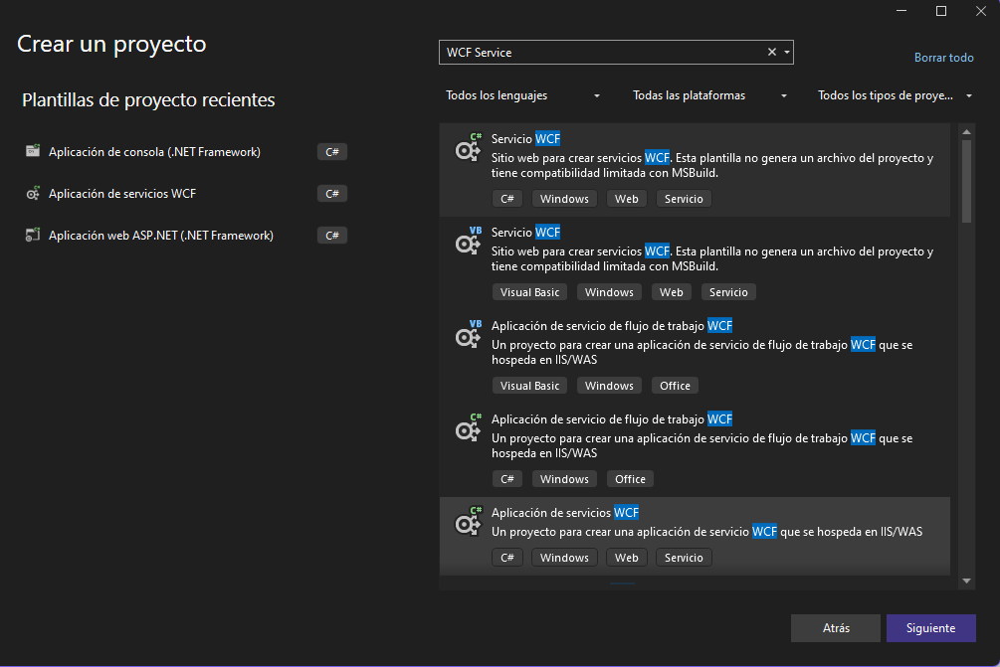 Crear un proyecto
Plantillas de proyecto recientes
Aplicación de consola (.NET Framework) C#
Aplicación de servicios WCF C#
Aplicación web ASP.NET (.NET Framework) C#
WCF Service
Borrar todo
Todos los lenguajes Todas las plataformas Todos los tipos de proye...
C#
Servicio WCF
Sitio web para crear servicios WCF. Esta plantilla no genera un archivo del proyecto y
tiene compatibilidad limitada con MSBuild.
C# Windows Web Servicio
VB
Servicio WCF
Sitio web para crear servicios WCF. Esta plantilla no genera un archivo del proyecto y
tiene compatibilidad limitada con MSBuild.
Visual Basic Windows Web Servicio
VB
Aplicación de servicio de flujo de trabajo WCF
Un proyecto para crear una aplicación de servicio de flujo de trabajo WCF que se
hospeda en IIS/WAS
Visual Basic Windows Office
C#
Aplicación de servicio de flujo de trabajo WCF
Un proyecto para crear una aplicación de servicio de flujo de trabajo WCF que se
hospeda en IIS/WAS
C# Windows Office
C#
Aplicación de servicios WCF
Un proyecto para crear una aplicación de servicio WCF que se hospeda en IIS/WAS
C# Windows Web Servicio
Atrás Siguiente